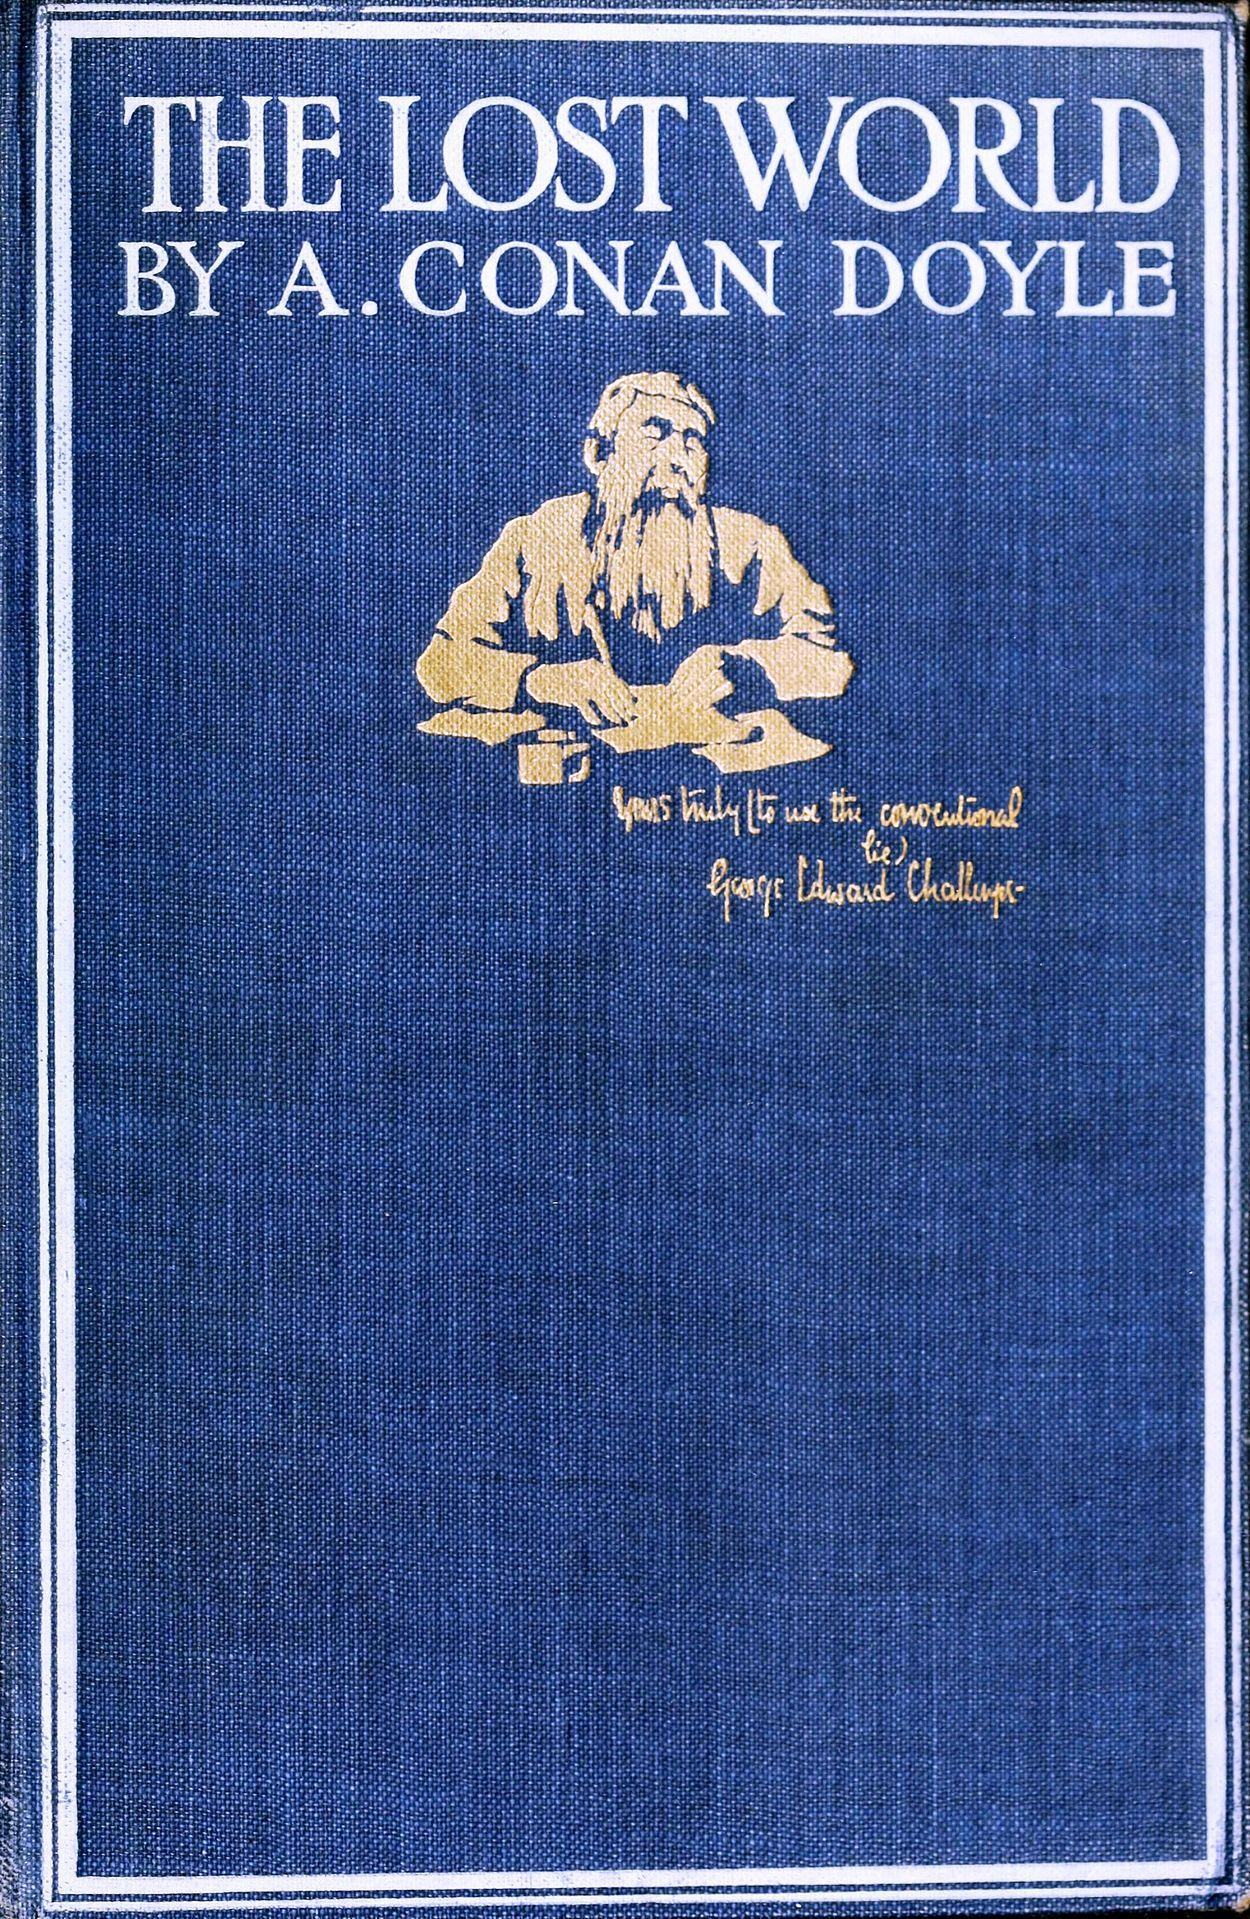 THE LOST WORLD
BY A. CONAN DOYLE
Yours truly (to use the conventional
lie)
George Edward Challenger